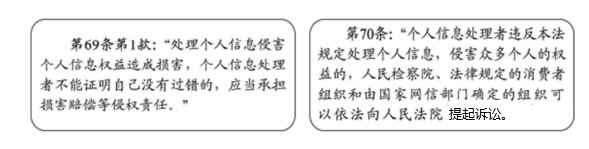 第69条第1款：“处理个人信息侵害
个人信息权益造成损害，个人信息处理
者不能证明自己没有过错的，应当承担
损害赔偿等侵权责任。”
第70条：“个人信息处理者违反本法
规定处理个人信息，侵害众多个人的权
益的，人民检察院、法律规定的消费者
组织和由国家网信部门确定的组织可
以依法向人民法院 提起诉讼。